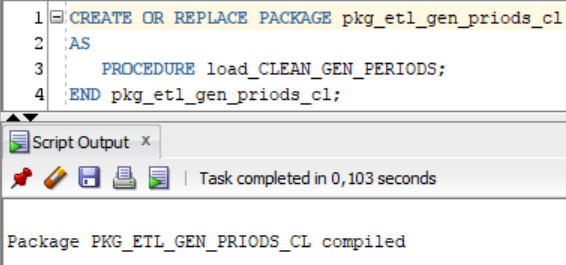 1 CREATE OR REPLACE PACKAGE pkg_etl_gen_priods_cl
2 AS
3 PROCEDURE load_CLEAN_GEN_PERIODS;
4 END pkg_etl_gen_priods_cl;
Script Output x
Task completed in 0,103 seconds
Package PKG_ETL_GEN_PRIODS_CL compiled